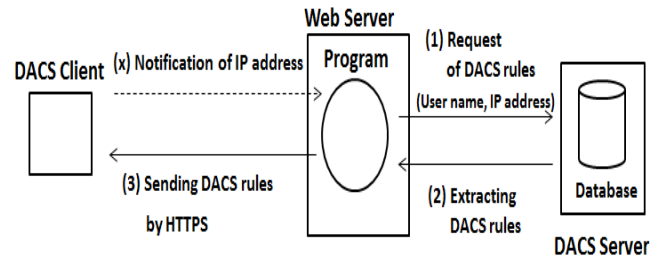 Web Server
Program
DACS Client
(x) Notification of IP address
(1) Request
of DACS rules
(User name, IP address)
(3) Sending DACS rules
by HTTPS
(2) Extracting
DACS rules
Database
DACS Server